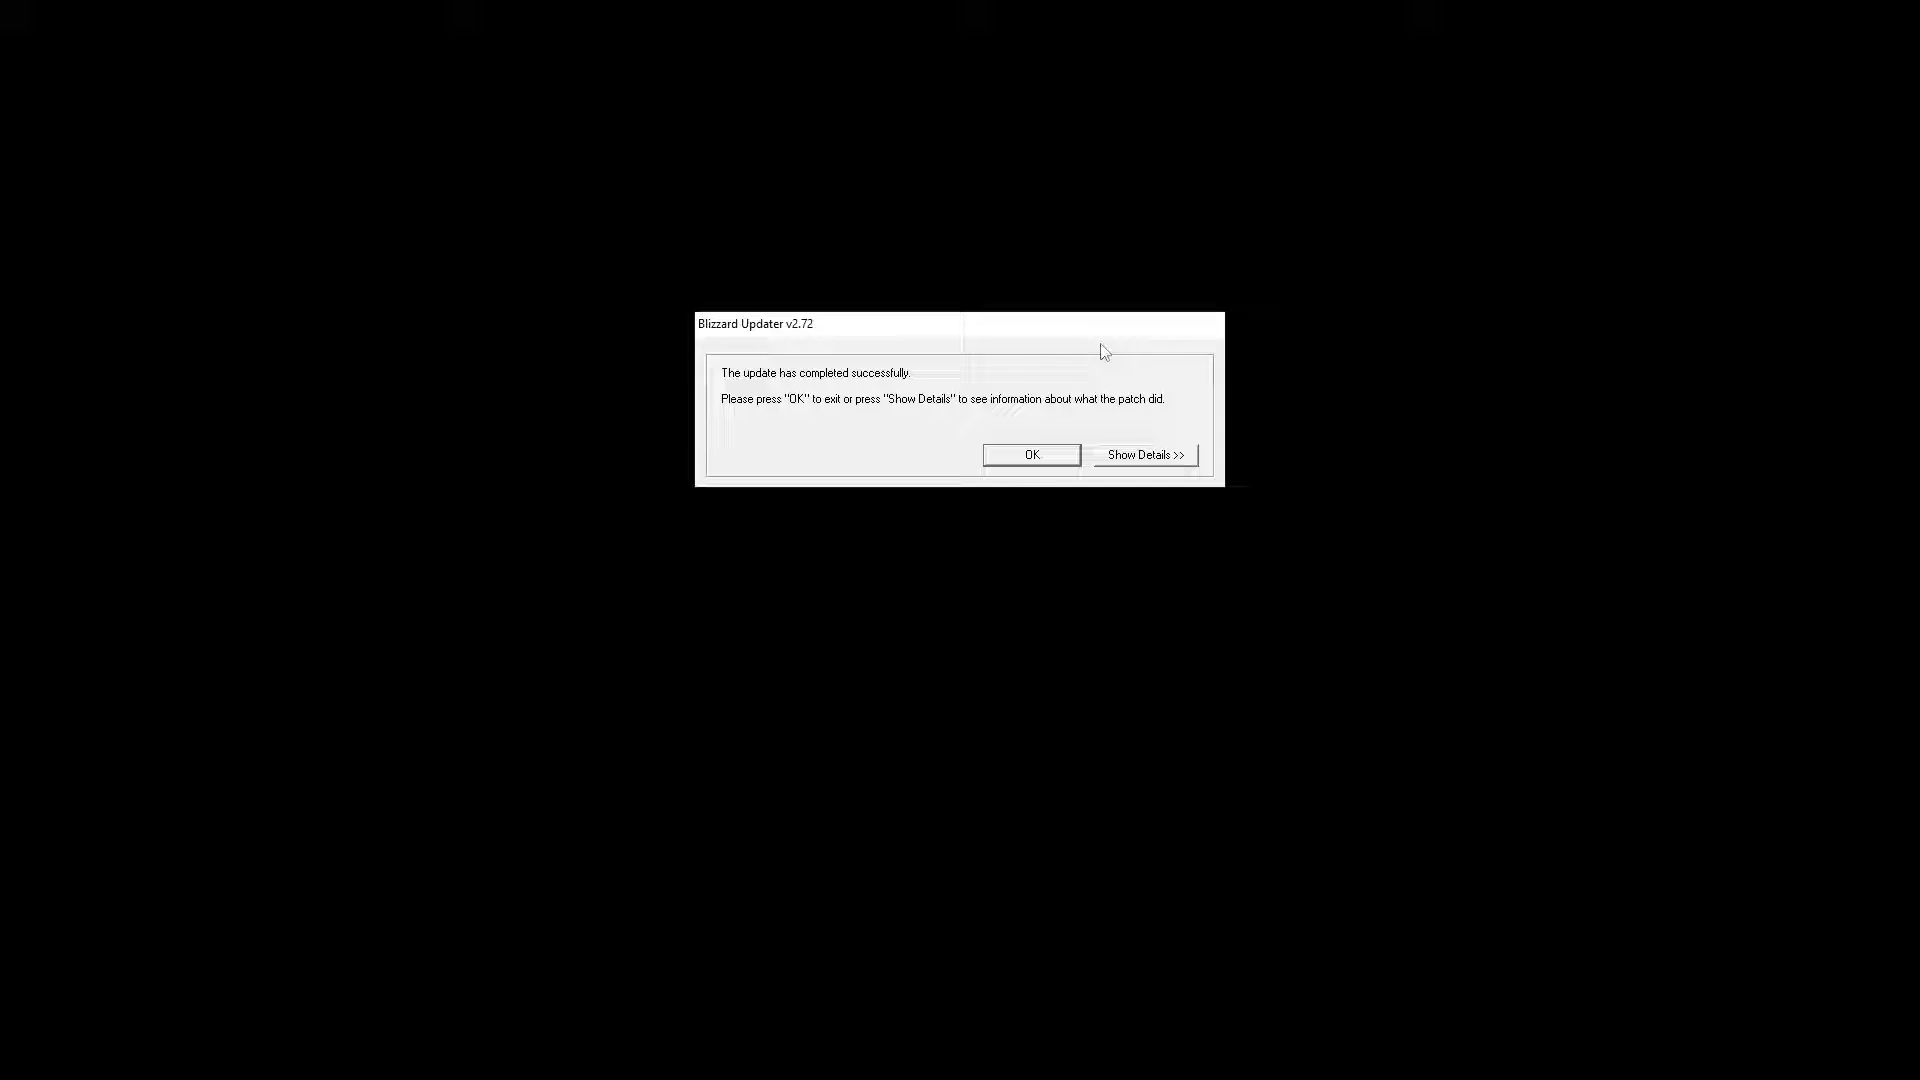 Blizzard Updater v2.72
The update has completed successfully.
Please press "OK" to exit or press "Show Details" to see information about what the patch did.
OK
Show Details >>